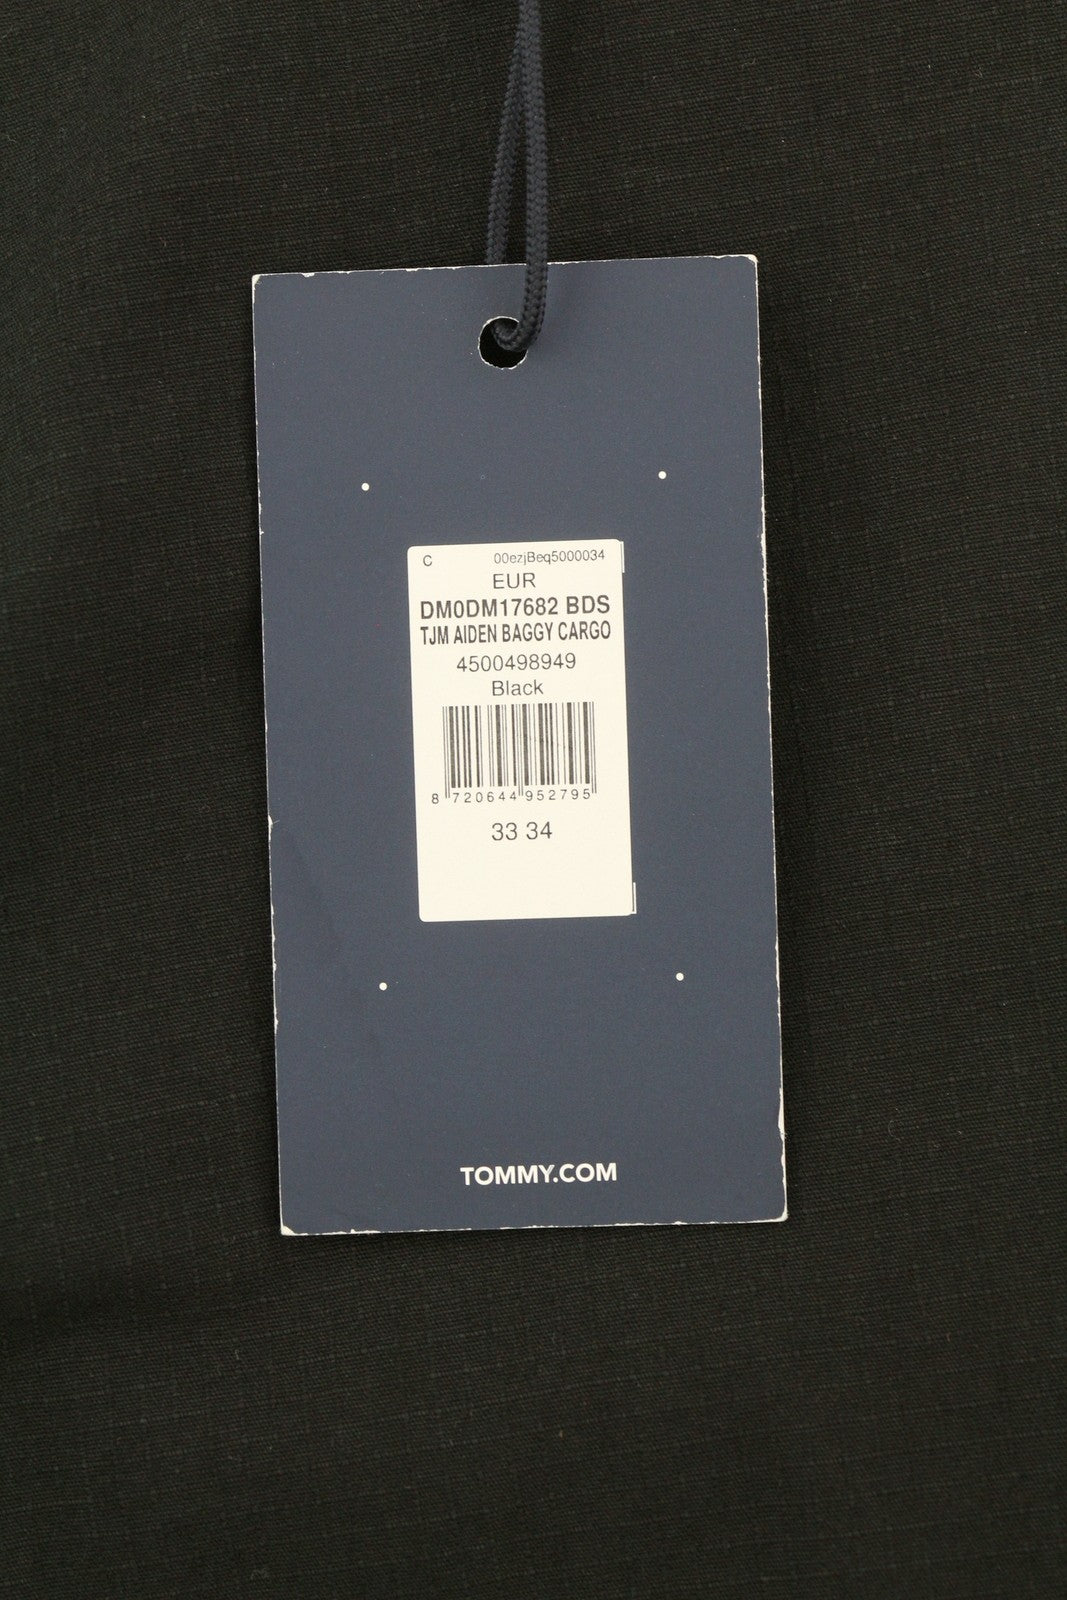 C 00ezjBeq5000034
EUR
DM0DM17682 BDS
TJM AIDEN BAGGY CARGO
4500498949
Black
8 720644 952795
33 34
TOMMY.COM